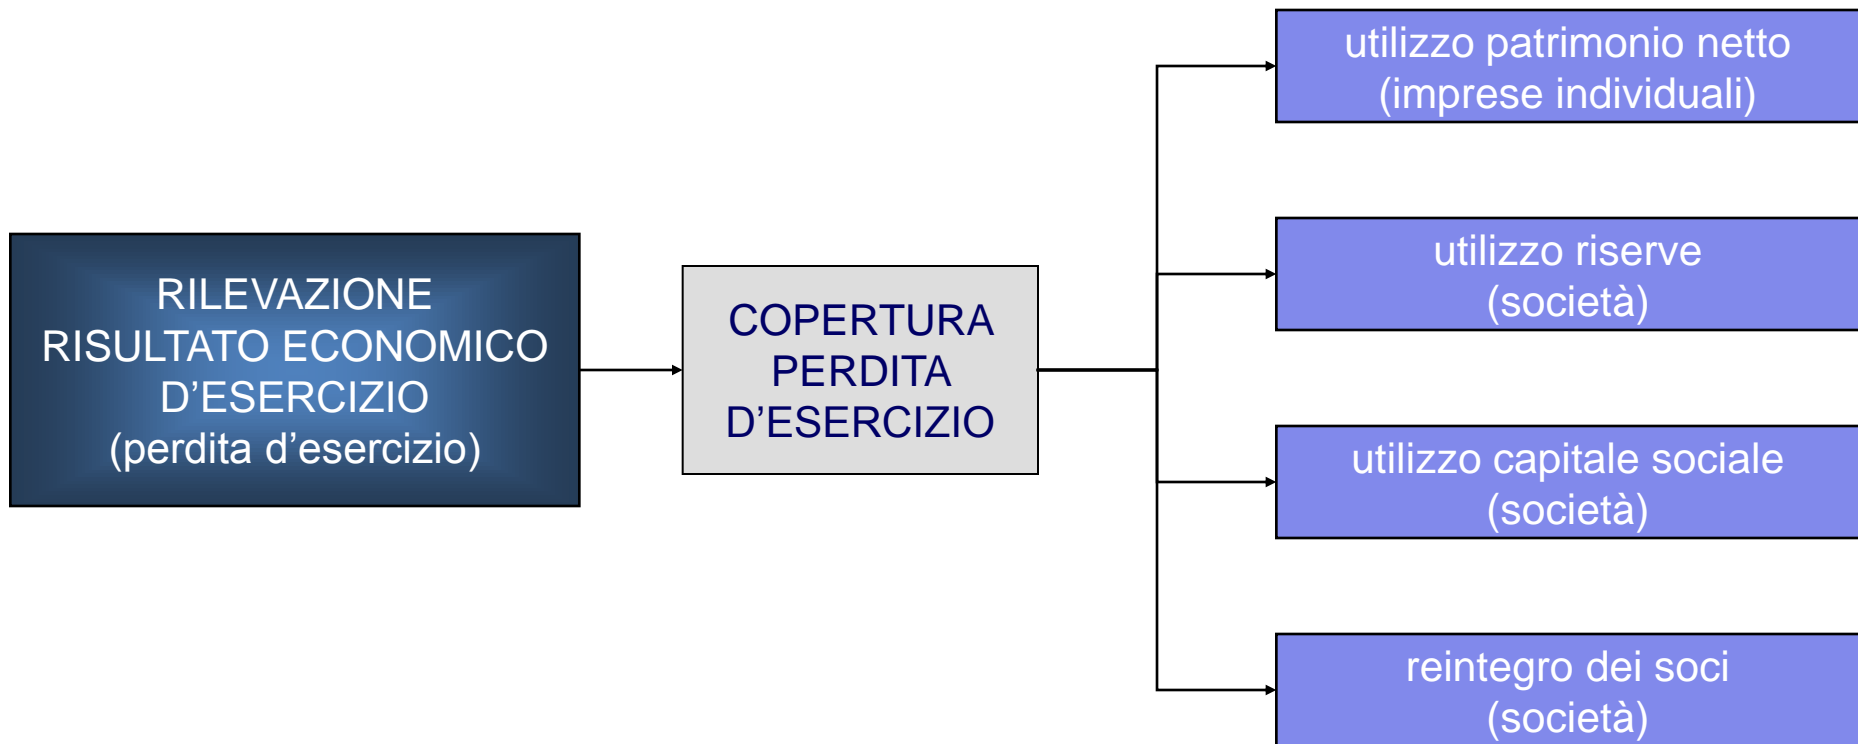 RILEVAZIONE
RISULTATO ECONOMICO
D’ESERCIZIO
(perdita d’esercizio)
COPERTURA
PERDITA
D’ESERCIZIO
utilizzo patrimonio netto
(imprese individuali)
utilizzo riserve
(società)
utilizzo capitale sociale
(società)
reintegro dei soci
(società)